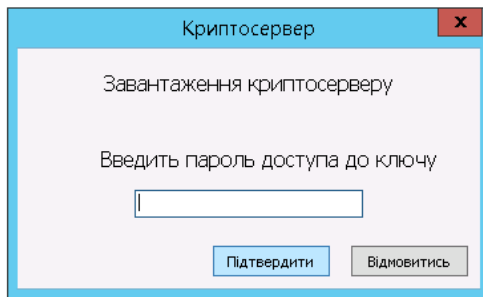 Криптосервер
x
Завантаження криптосерверу
Введить пароль доступа до ключу
Підтвердити
Відмовитись